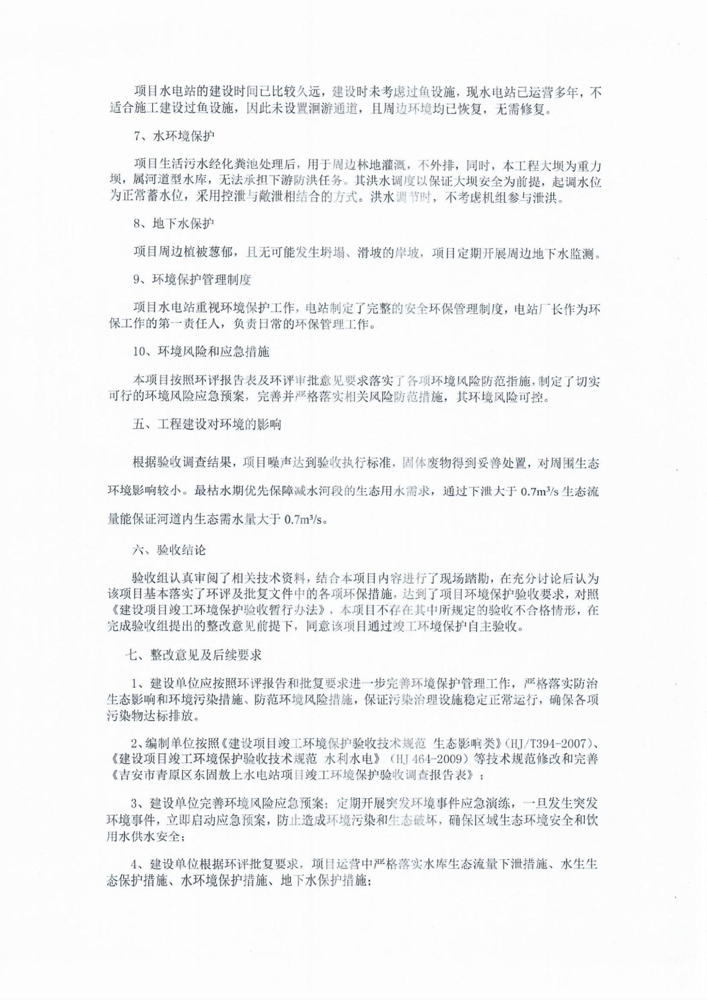 项目水电站的建设时间已比较久远，建设时未考虑过鱼设施，现水电站已运营多年，不
适合施工建设过鱼设施，因此未设置洄游通道，且周边环境均已恢复，无需修复。
7、水环境保护
项目生活污水经化粪池处理后，用于周边林地灌溉，不外排，同时，本工程大坝为重力
坝，属河道型水库，无法承担下游防洪任务。其洪水调度以保证大坝安全为前提，起调水位
为正常蓄水位，采用控泄与敞泄相结合的方式。洪水调节时，不考虑机组参与泄洪。
8、地下水保护
项目周边植被葱郁，且无可能发生坍塌、滑坡的岸坡，项目定期开展周边地下水监测。
9、环境保护管理制度
项目水电站重视环境保护工作，电站制定了完整的安全环保管理制度，电站厂长作为环
保工作的第一责任人，负责日常的环保管理工作。
10、环境风险和应急措施
本项目按照环评报告表及环评审批意见要求落实了各项环境风险防范指施，制定了切实
可行的环境风险应急预案，完善并严格落实相关风险防范措施，其环境风险可控。
五、工程建设对环境的影响
根据验收调查结果，项目噪声达到验收执行标准，固体废物得到妥善处置，对周围生态
环境影响较小。最枯水期优先保障减水河段的生态用水需求，通过下泄大于 0.7m³/s 生态流
量能保证河道内生态需水量大于 0.7m³/s。
六、验收结论
验收组认真审阅了相关技术资料，结合本项目内容进行了现场踏勘，在充分讨论后认为
该项目基本落实了环评及批复文件中的各项环保措施，达到了项目环境保护验收要求，对照
《建设项目竣工环境保护验收暂行办法》，本项目不存在其中所规定的验收不合格情形，在
完成验收组提出的整改意见前提下，同意该项目通过竣工环境保护自主验收。
七、整改意见及后续要求
1、建设单位应按照环评报告和批复要求进一步完善环境保护管理工作，严格落实防治
生态影响和环境污染措施、防范环境风险措施，保证污染治理设施稳定正常运行，确保各项
污染物达标排放。
2、编制单位按照《建设项目竣工环境保护验收技术规范 生态影响类》（HJ/T394-2007）、
《建设项目竣工环境保护验收技术规范 水利水电》（HJ 464-2009）等技术规范修改和完善
《吉安市青原区东固敖上水电站项目竣工环境保护验收调查报告表》；
3、建设单位完善环境风险应急预案；定期开展突发环境事件应急演练，一旦发生突发
环境事件，立即启动应急预案，防止造成环境污染和生态破坏，确保区域生态环境安全和饮
用水供水安全；
4、建设单位根据环评批复要求，项目运营中严格落实水库生态流量下泄措施、水生生
态保护措施、水环境保护措施、地下水保护措施；